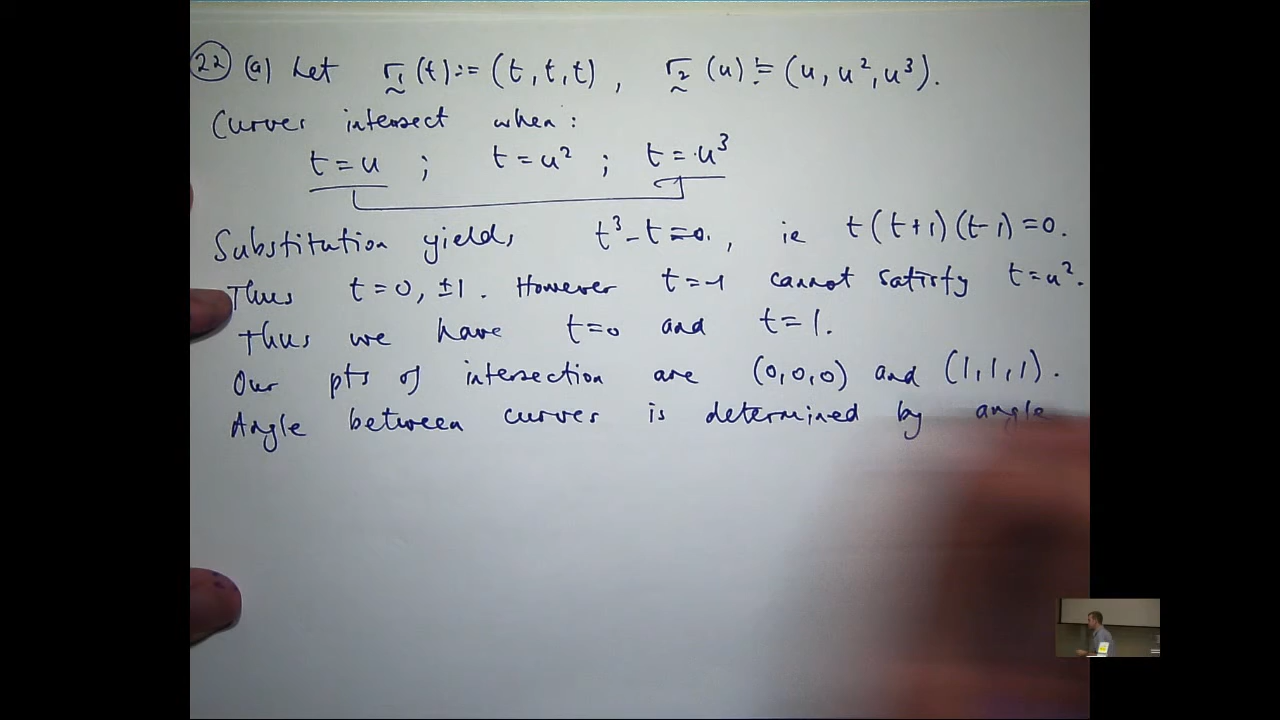 22 (a) Let r₁(t) := (t, t, t), r₂(u) := (u, u², u³).
Curves intersect when:
t = u ; t = u² ; t = u³
Substitution yields t³ - t = 0, ie t(t+1)(t-1) = 0.
Thus t = 0, ±1. However t = -1 cannot satisfy t = u².
Thus we have t = 0 and t = 1.
Our pts of intersection are (0,0,0) and (1,1,1).
Angle between curves is determined by angle